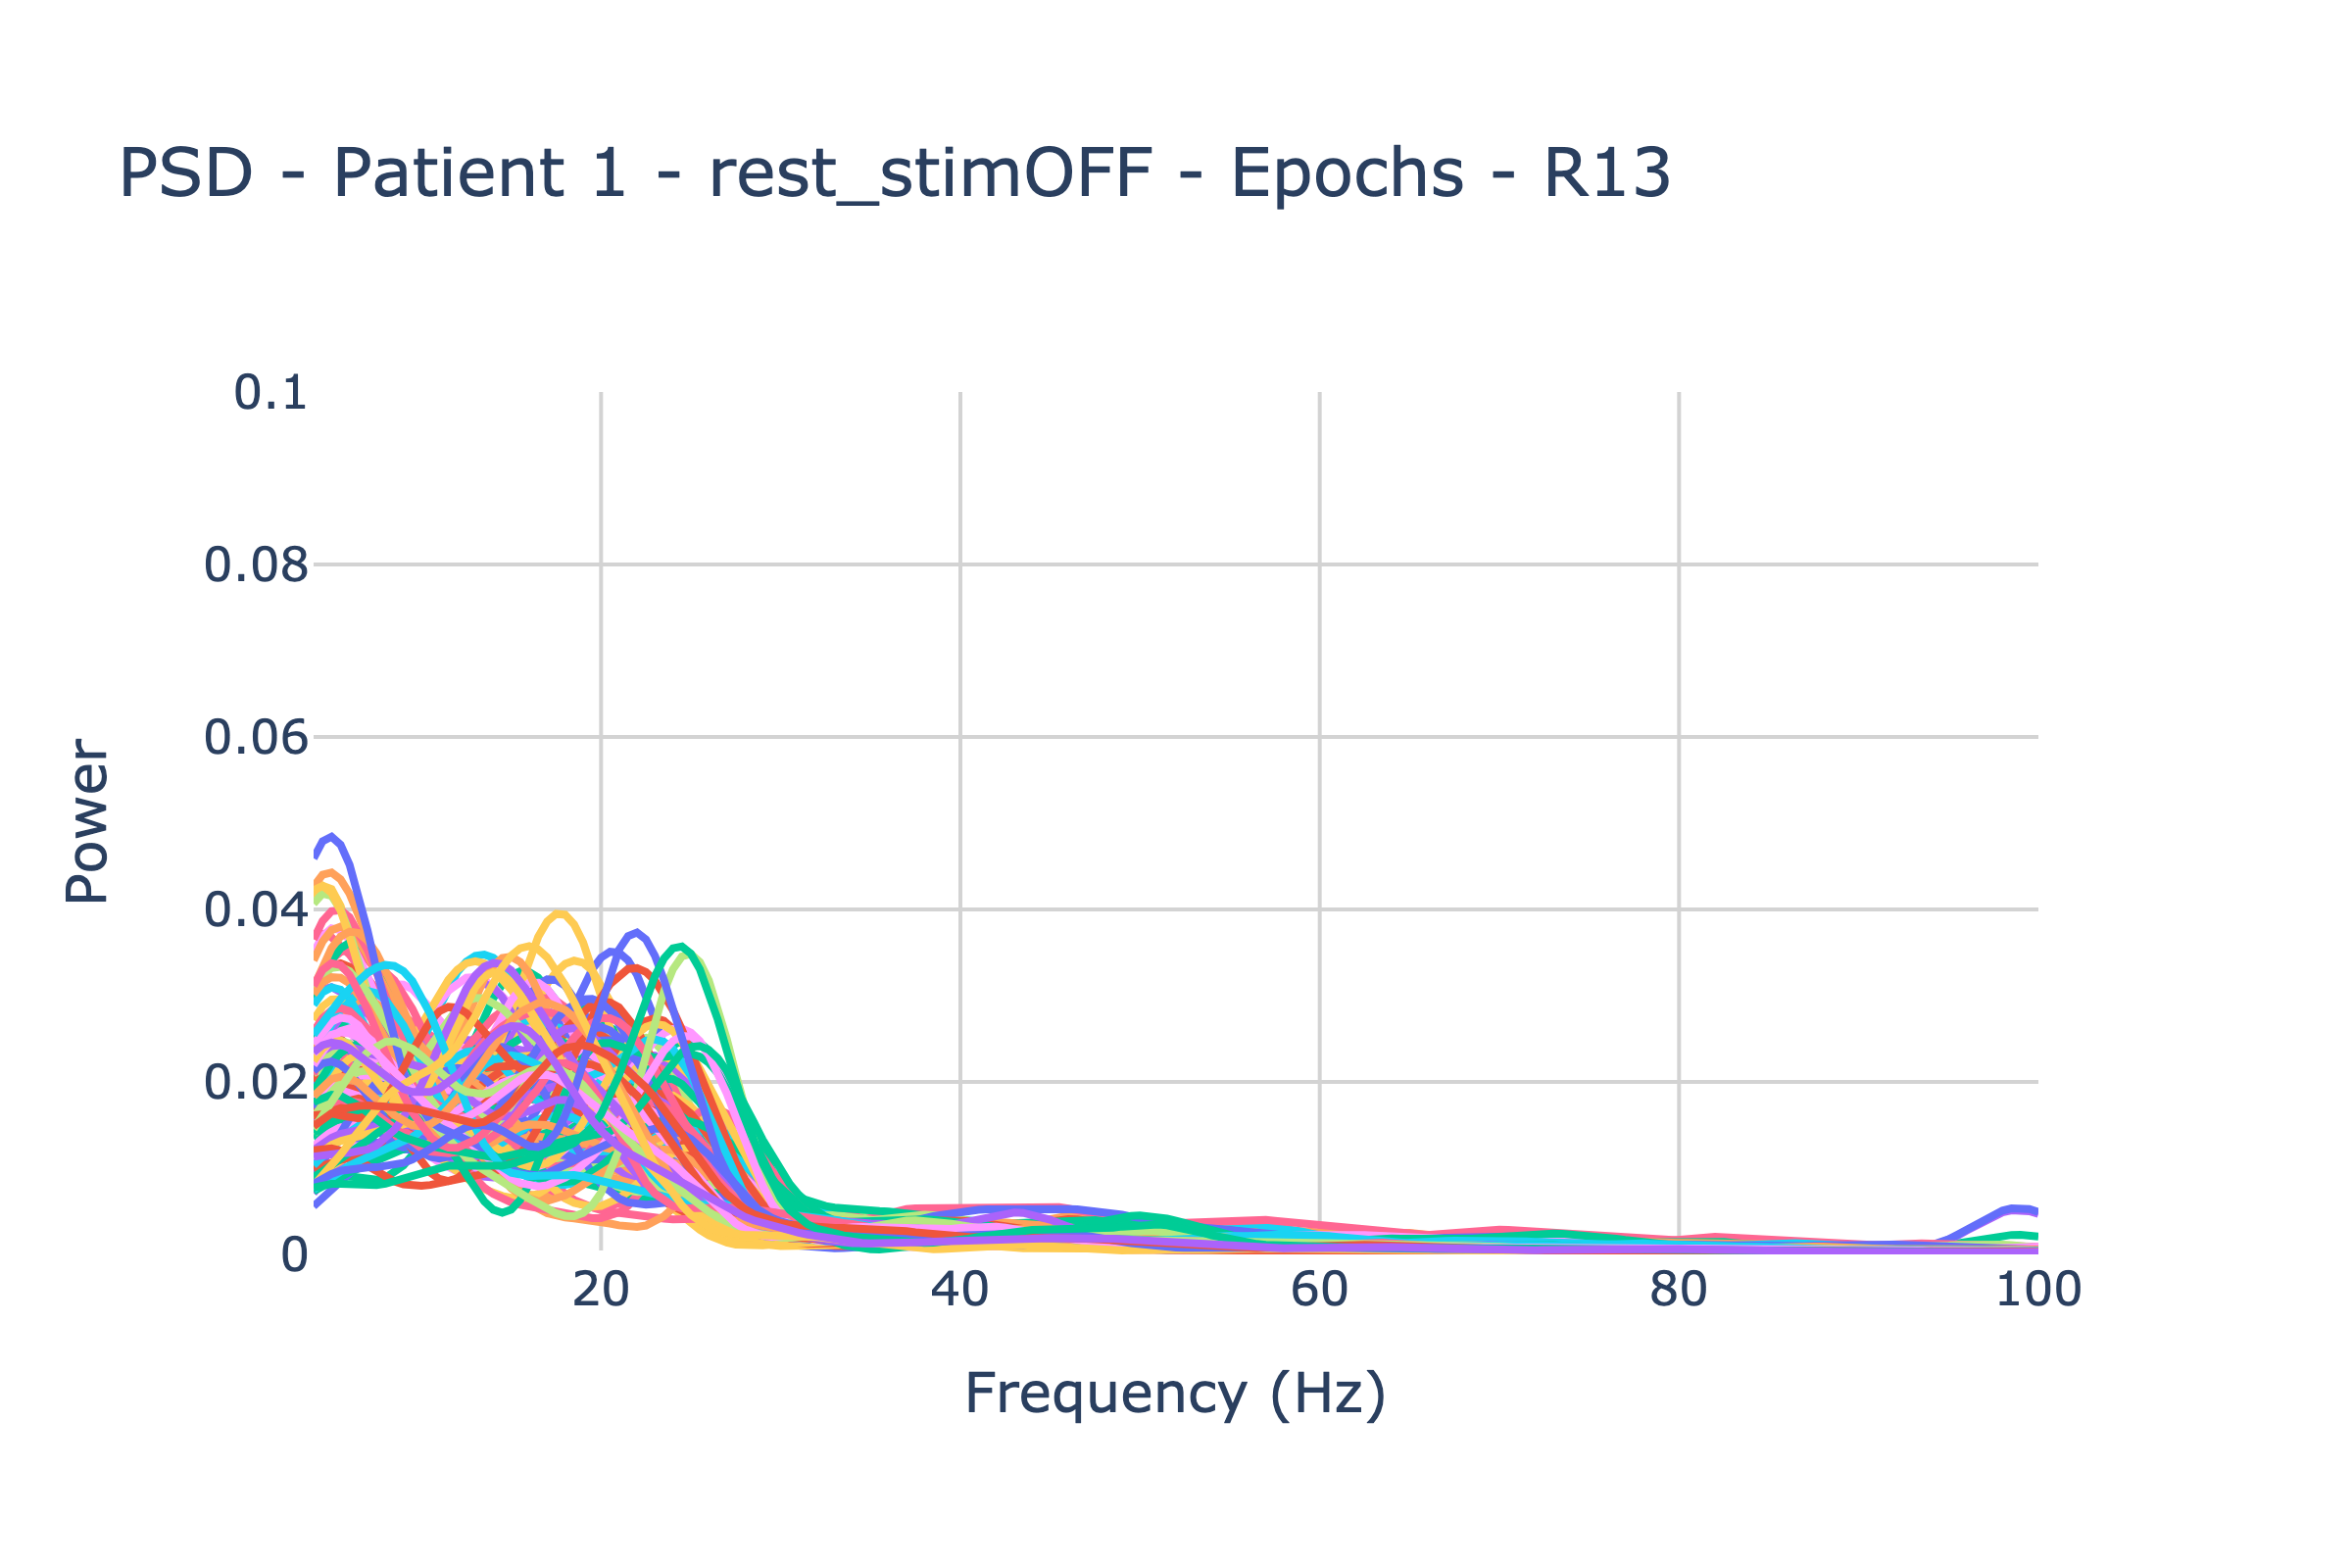 PSD - Patient 1 - rest_stimOFF - Epochs - R13
0.1
0.08
0.06
0.04
0.02
0
Power
20 40 60 80 100
Frequency (Hz)